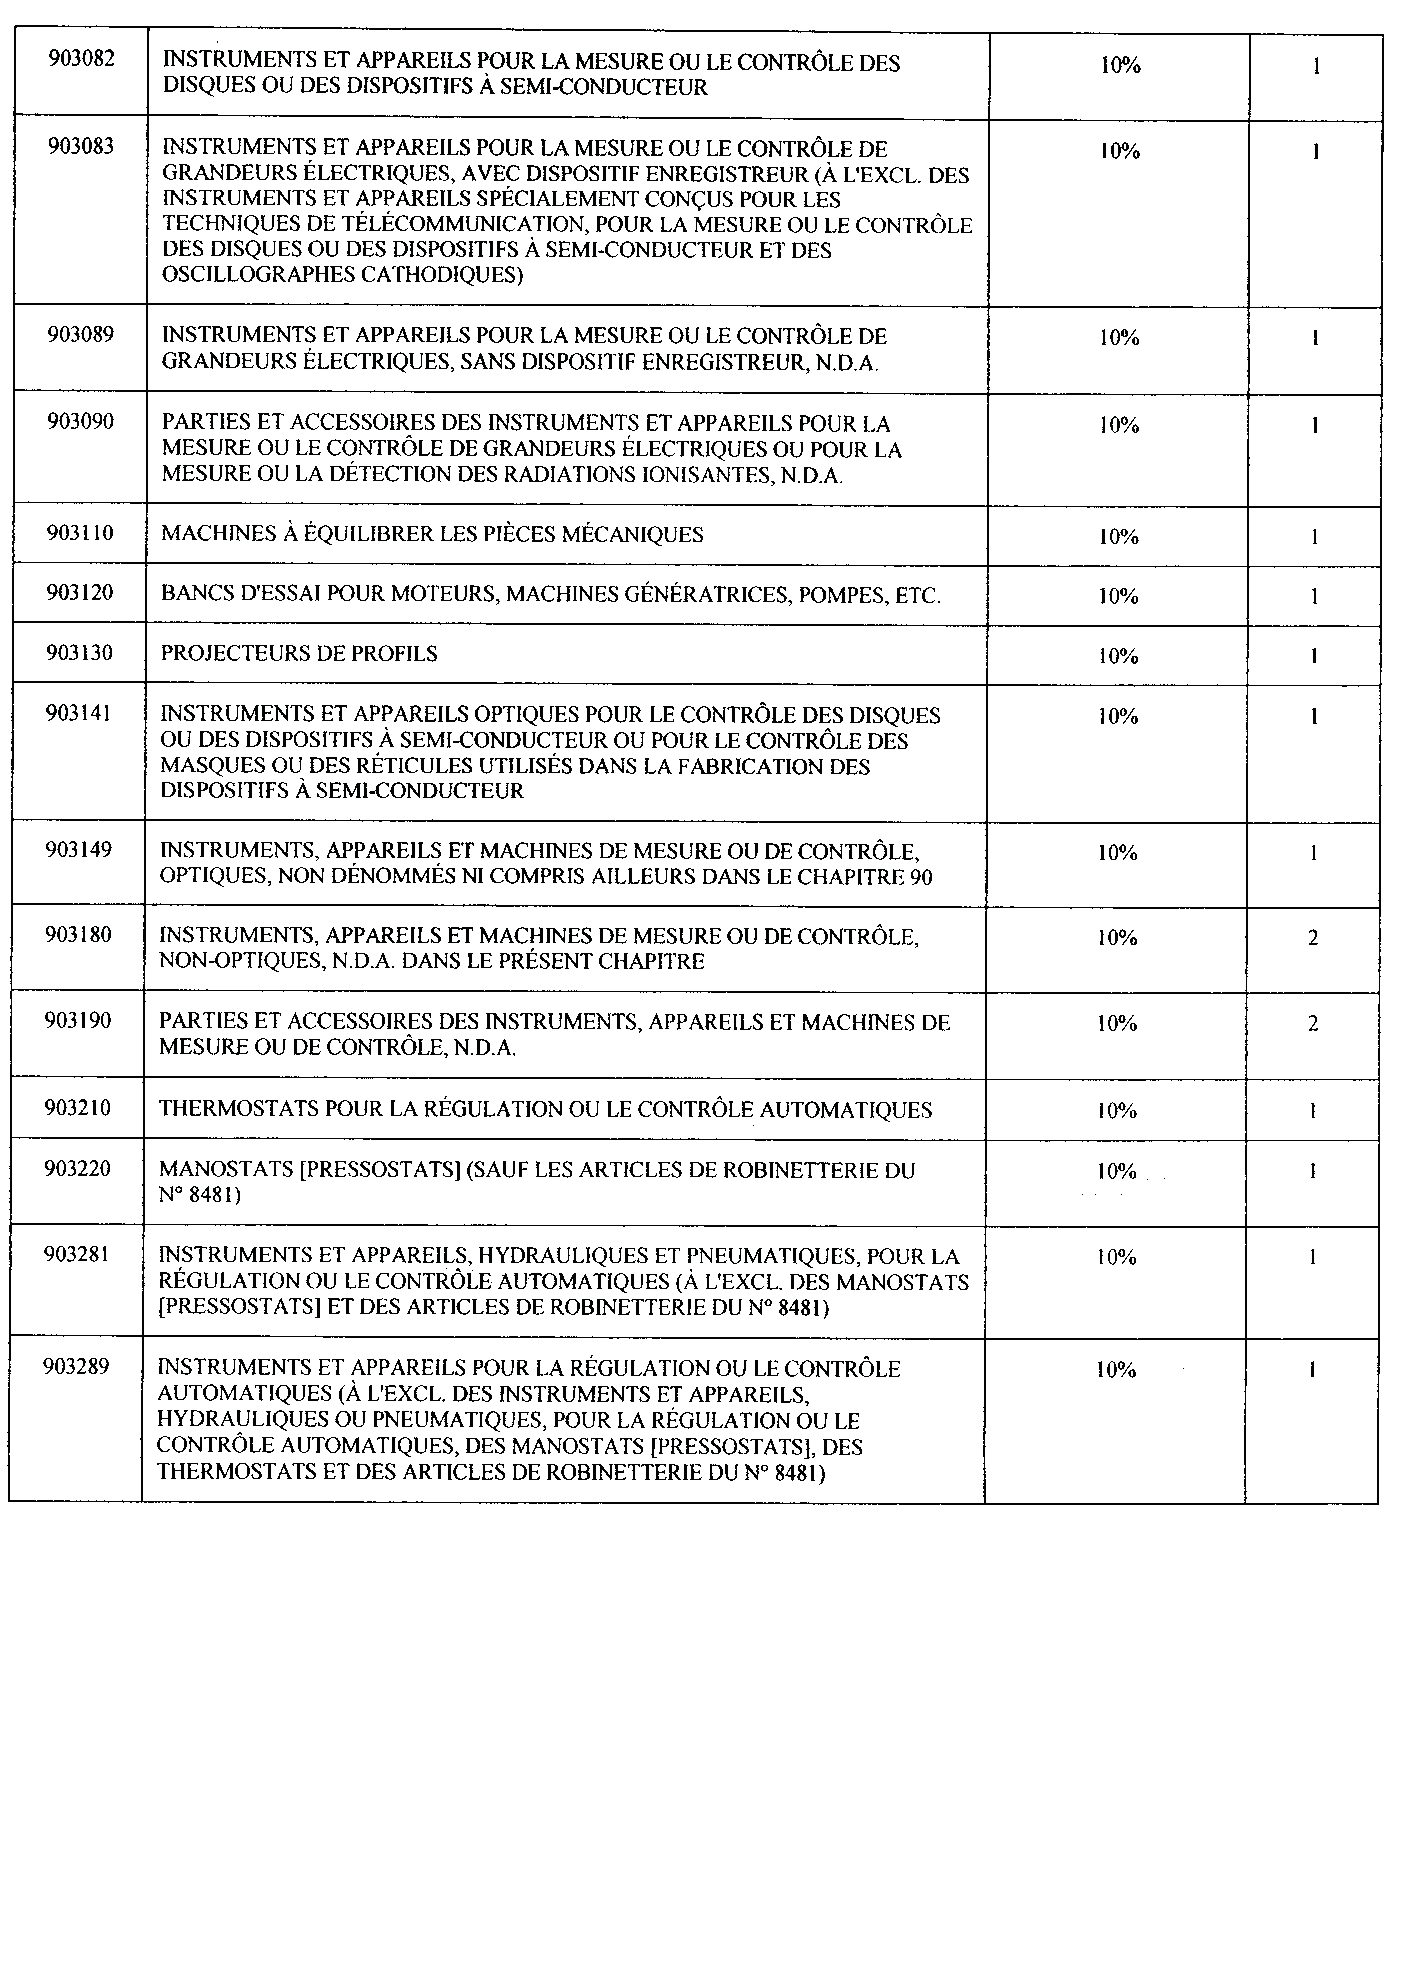 903082 INSTRUMENTS ET APPAREILS POUR LA MESURE OU LE CONTRÔLE DES 10% 1
DISQUES OU DES DISPOSITIFS À SEMI-CONDUCTEUR
903083 INSTRUMENTS ET APPAREILS POUR LA MESURE OU LE CONTRÔLE DE 10% 1
GRANDEURS ÉLECTRIQUES, AVEC DISPOSITIF ENREGISTREUR (À L'EXCL. DES
INSTRUMENTS ET APPAREILS SPÉCIALEMENT CONÇUS POUR LES
TECHNIQUES DE TÉLÉCOMMUNICATION, POUR LA MESURE OU LE CONTRÔLE
DES DISQUES OU DES DISPOSITIFS À SEMI-CONDUCTEUR ET DES
OSCILLOGRAPHES CATHODIQUES)
903089 INSTRUMENTS ET APPAREILS POUR LA MESURE OU LE CONTRÔLE DE 10% 1
GRANDEURS ÉLECTRIQUES, SANS DISPOSITIF ENREGISTREUR, N.D.A.
903090 PARTIES ET ACCESSOIRES DES INSTRUMENTS ET APPAREILS POUR LA 10% 1
MESURE OU LE CONTRÔLE DE GRANDEURS ÉLECTRIQUES OU POUR LA
MESURE OU LA DÉTECTION DES RADIATIONS IONISANTES, N.D.A.
903110 MACHINES À ÉQUILIBRER LES PIÈCES MÉCANIQUES 10% 1
903120 BANCS D'ESSAI POUR MOTEURS, MACHINES GÉNÉRATRICES, POMPES, ETC. 10% 1
903130 PROJECTEURS DE PROFILS 10% 1
903141 INSTRUMENTS ET APPAREILS OPTIQUES POUR LE CONTRÔLE DES DISQUES 10% 1
OU DES DISPOSITIFS À SEMI-CONDUCTEUR OU POUR LE CONTRÔLE DES
MASQUES OU DES RÉTICULES UTILISÉS DANS LA FABRICATION DES
DISPOSITIFS À SEMI-CONDUCTEUR
903149 INSTRUMENTS, APPAREILS ET MACHINES DE MESURE OU DE CONTRÔLE, 10% 1
OPTIQUES, NON DÉNOMMÉS NI COMPRIS AILLEURS DANS LE CHAPITRE 90
903180 INSTRUMENTS, APPAREILS ET MACHINES DE MESURE OU DE CONTRÔLE, 10% 2
NON-OPTIQUES, N.D.A. DANS LE PRÉSENT CHAPITRE
903190 PARTIES ET ACCESSOIRES DES INSTRUMENTS, APPAREILS ET MACHINES DE 10% 2
MESURE OU DE CONTRÔLE, N.D.A.
903210 THERMOSTATS POUR LA RÉGULATION OU LE CONTRÔLE AUTOMATIQUES 10% 1
903220 MANOSTATS [PRESSOSTATS] (SAUF LES ARTICLES DE ROBINETTERIE DU 10% 1
N° 8481)
903281 INSTRUMENTS ET APPAREILS, HYDRAULIQUES ET PNEUMATIQUES, POUR LA 10% 1
RÉGULATION OU LE CONTRÔLE AUTOMATIQUES (À L'EXCL. DES MANOSTATS
[PRESSOSTATS] ET DES ARTICLES DE ROBINETTERIE DU N° 8481)
903289 INSTRUMENTS ET APPAREILS POUR LA RÉGULATION OU LE CONTRÔLE 10% 1
AUTOMATIQUES (À L'EXCL. DES INSTRUMENTS ET APPAREILS,
HYDRAULIQUES OU PNEUMATIQUES, POUR LA RÉGULATION OU LE
CONTRÔLE AUTOMATIQUES, DES MANOSTATS [PRESSOSTATS], DES
THERMOSTATS ET DES ARTICLES DE ROBINETTERIE DU N° 8481)